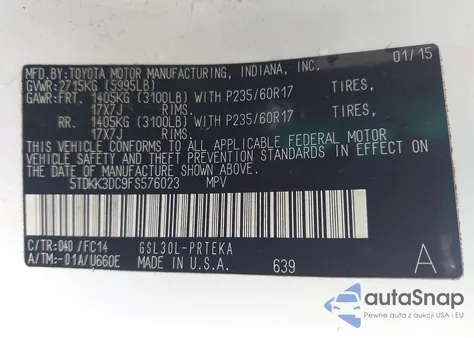 MFD.BY:TOYOTA MOTOR MANUFACTURING, INDIANA, INC. 01/15
GVWR:2715KG (5995LB)
GAWR:FRT. 1405KG (3100LB) WITH P235/60R17 TIRES,
17X7J RIMS.
RR. 1405KG (3100LB) WITH P235/60R17 TIRES,
17X7J RIMS.
THIS VEHICLE CONFORMS TO ALL APPLICABLE FEDERAL MOTOR
VEHICLE SAFETY AND THEFT PREVENTION STANDARDS IN EFFECT
ON THE DATE OF MANUFACTURE SHOWN ABOVE.
5TDKK3DC9FS576023 MPV
C/TR:040/FC14 GSL30L-PRTEKA A
A/TM:-01A/U660E MADE IN U.S.A. 639
autoSnap
Pewne auta z USA i EU